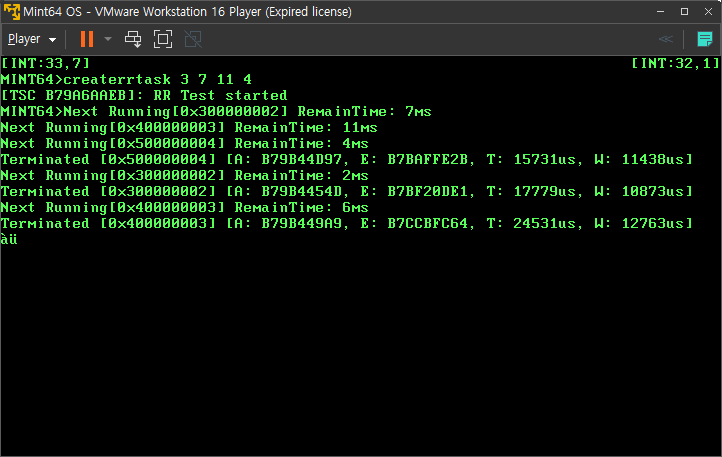 Mint64 OS - VMware Workstation 16 Player (Expired license)
Player
[INT:33,7] [INT:32,1]
MINT64>createrrtask 3 7 11 4
[TSC B79A6AAEB]: RR Test started
MINT64>Next Running[0x300000002] RemainTime: 7ms
Next Running[0x400000003] RemainTime: 11ms
Next Running[0x500000004] RemainTime: 4ms
Terminated [0x500000004] [A: B79B44D97, E: B7BAFFE2B, T: 15731us, W: 11438us]
Next Running[0x300000002] RemainTime: 2ms
Terminated [0x300000002] [A: B79B4454D, E: B7BF20DE1, T: 17779us, W: 10873us]
Next Running[0x400000003] RemainTime: 6ms
Terminated [0x400000003] [A: B79B449A9, E: B7CCBFC64, T: 24531us, W: 12763us]
àü